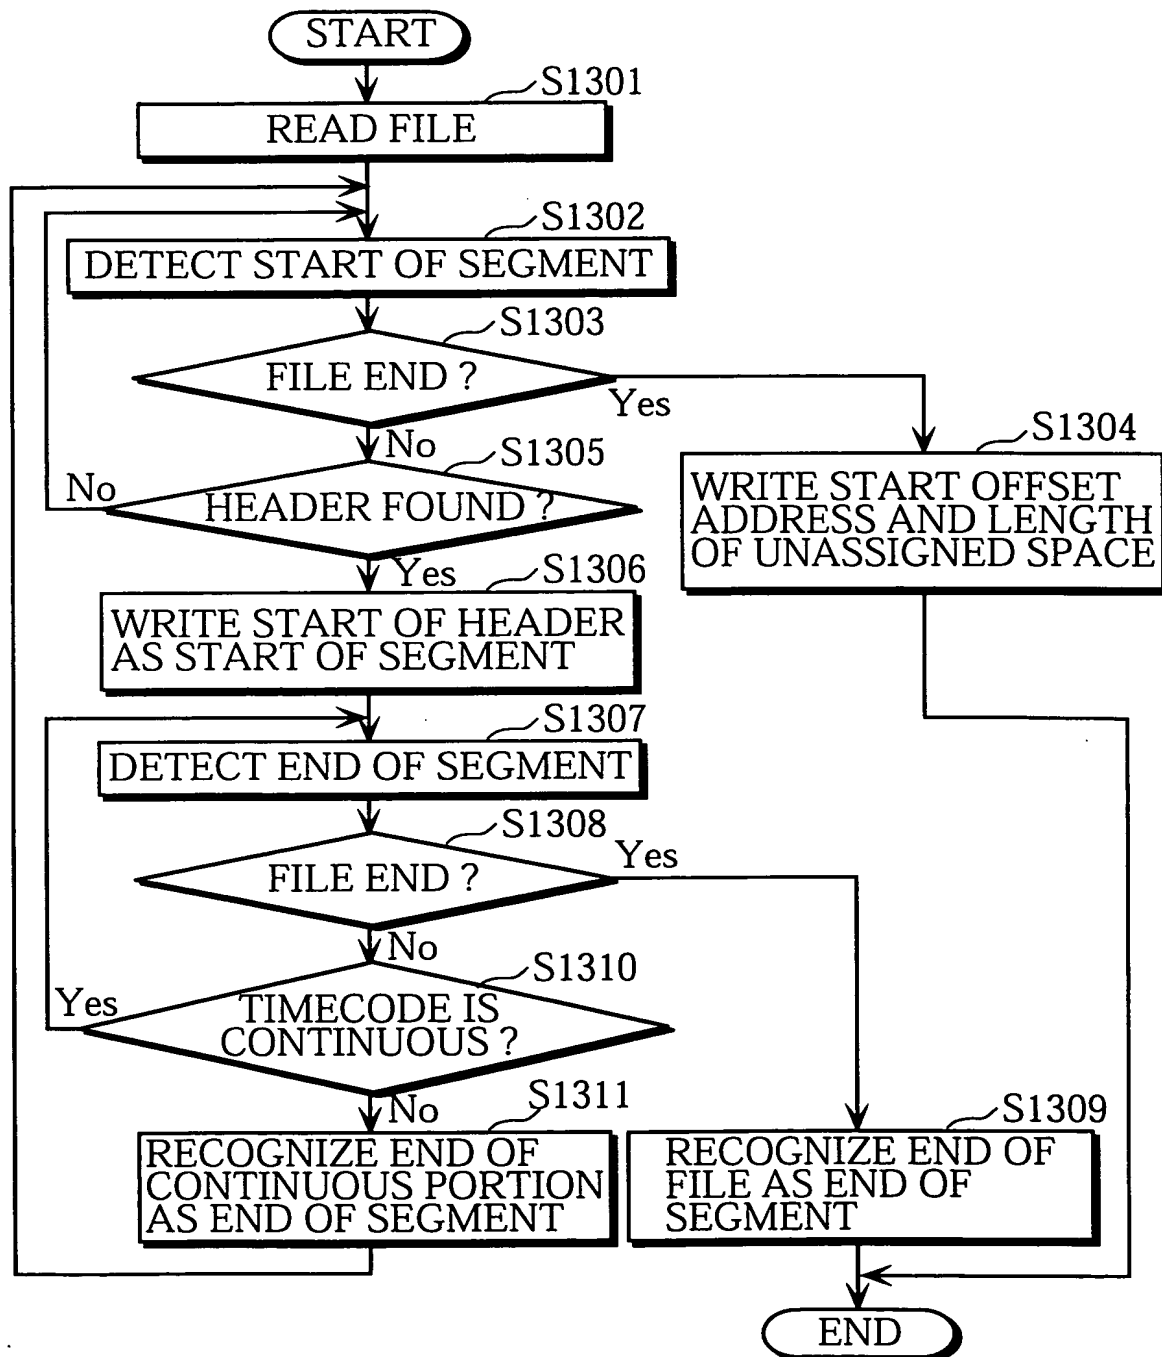 START
S1301
READ FILE
S1302
DETECT START OF SEGMENT
S1303
FILE END ?
Yes
No
S1304
S1305
No
HEADER FOUND ?
WRITE START OFFSET
ADDRESS AND LENGTH
OF UNASSIGNED SPACE
Yes
S1306
WRITE START OF HEADER
AS START OF SEGMENT
S1307
DETECT END OF SEGMENT
S1308
Yes
FILE END ?
No
S1310
Yes
TIMECODE IS
CONTINUOUS ?
No
S1311
S1309
RECOGNIZE END OF
CONTINUOUS PORTION
AS END OF SEGMENT
RECOGNIZE END OF
FILE AS END OF
SEGMENT
END